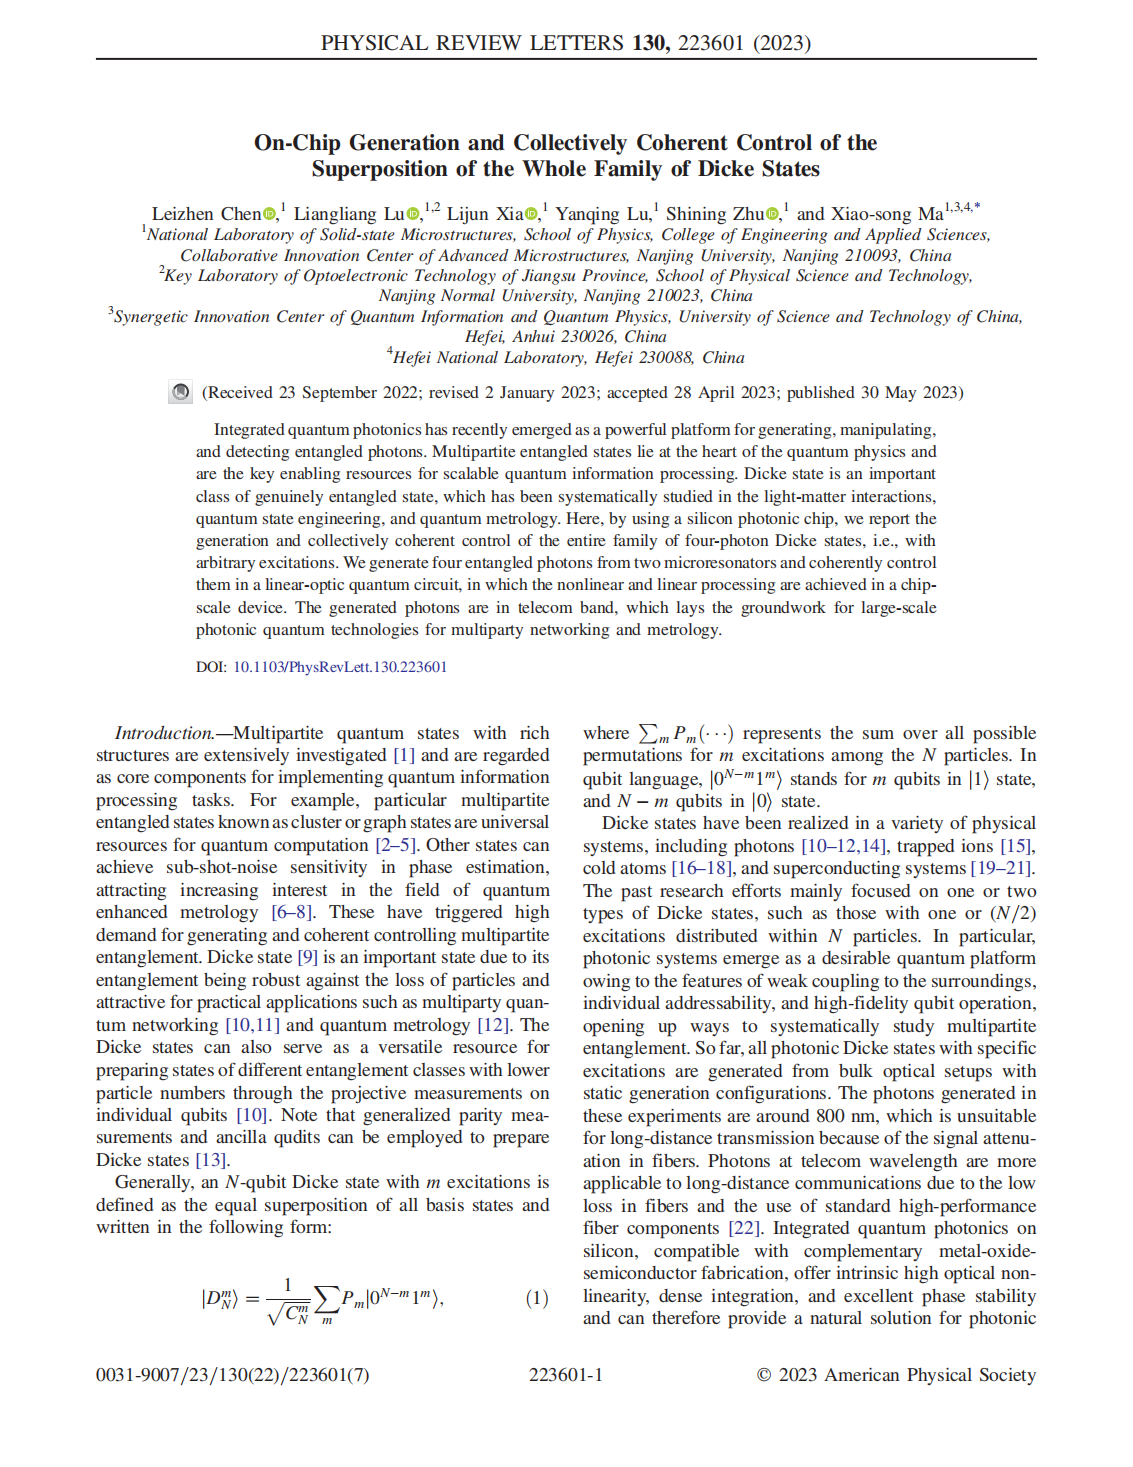 PHYSICAL REVIEW LETTERS 130, 223601 (2023)
On-Chip Generation and Collectively Coherent Control of the
Superposition of the Whole Family of Dicke States
Leizhen Chen,¹ Liangliang Lu,¹,² Lijun Xia,¹ Yanqing Lu,¹ Shining Zhu,¹ and Xiao-song Ma¹,³,⁴,*
¹National Laboratory of Solid-state Microstructures, School of Physics, College of Engineering and Applied Sciences,
Collaborative Innovation Center of Advanced Microstructures, Nanjing University, Nanjing 210093, China
²Key Laboratory of Optoelectronic Technology of Jiangsu Province, School of Physical Science and Technology,
Nanjing Normal University, Nanjing 210023, China
³Synergetic Innovation Center of Quantum Information and Quantum Physics, University of Science and Technology of China,
Hefei, Anhui 230026, China
⁴Hefei National Laboratory, Hefei 230088, China
(Received 23 September 2022; revised 2 January 2023; accepted 28 April 2023; published 30 May 2023)
Integrated quantum photonics has recently emerged as a powerful platform for generating, manipulating,
and detecting entangled photons. Multipartite entangled states lie at the heart of the quantum physics and
are the key enabling resources for scalable quantum information processing. Dicke state is an important
class of genuinely entangled state, which has been systematically studied in the light-matter interactions,
quantum state engineering, and quantum metrology. Here, by using a silicon photonic chip, we report the
generation and collectively coherent control of the entire family of four-photon Dicke states, i.e., with
arbitrary excitations. We generate four entangled photons from two microresonators and coherently control
them in a linear-optic quantum circuit, in which the nonlinear and linear processing are achieved in a chip-
scale device. The generated photons are in telecom band, which lays the groundwork for large-scale
photonic quantum technologies for multiparty networking and metrology.
DOI: 10.1103/PhysRevLett.130.223601
Introduction.—Multipartite quantum states with rich
structures are extensively investigated [1] and are regarded
as core components for implementing quantum information
processing tasks. For example, particular multipartite
entangled states known as cluster or graph states are universal
resources for quantum computation [2–5]. Other states can
achieve sub-shot-noise sensitivity in phase estimation,
attracting increasing interest in the field of quantum
enhanced metrology [6–8]. These have triggered high
demand for generating and coherent controlling multipartite
entanglement. Dicke state [9] is an important state due to its
entanglement being robust against the loss of particles and
attractive for practical applications such as multiparty quan-
tum networking [10,11] and quantum metrology [12]. The
Dicke states can also serve as a versatile resource for
preparing states of different entanglement classes with lower
particle numbers through the projective measurements on
individual qubits [10]. Note that generalized parity mea-
surements and ancilla qudits can be employed to prepare
Dicke states [13].
Generally, an N-qubit Dicke state with m excitations is
defined as the equal superposition of all basis states and
written in the following form:
|D_N^m⟩ = 1/√(C_N^m) ∑_m P_m|0^{N−m}1^m⟩, (1)
where ∑_m P_m(⋯) represents the sum over all possible
permutations for m excitations among the N particles. In
qubit language, |0^{N−m}1^m⟩ stands for m qubits in |1⟩ state,
and N − m qubits in |0⟩ state.
Dicke states have been realized in a variety of physical
systems, including photons [10–12,14], trapped ions [15],
cold atoms [16–18], and superconducting systems [19–21].
The past research efforts mainly focused on one or two
types of Dicke states, such as those with one or (N/2)
excitations distributed within N particles. In particular,
photonic systems emerge as a desirable quantum platform
owing to the features of weak coupling to the surroundings,
individual addressability, and high-fidelity qubit operation,
opening up ways to systematically study multipartite
entanglement. So far, all photonic Dicke states with specific
excitations are generated from bulk optical setups with
static generation configurations. The photons generated in
these experiments are around 800 nm, which is unsuitable
for long-distance transmission because of the signal attenu-
ation in fibers. Photons at telecom wavelength are more
applicable to long-distance communications due to the low
loss in fibers and the use of standard high-performance
fiber components [22]. Integrated quantum photonics on
silicon, compatible with complementary metal-oxide-
semiconductor fabrication, offer intrinsic high optical non-
linearity, dense integration, and excellent phase stability
and can therefore provide a natural solution for photonic
0031-9007/23/130(22)/223601(7)
223601-1
© 2023 American Physical Society